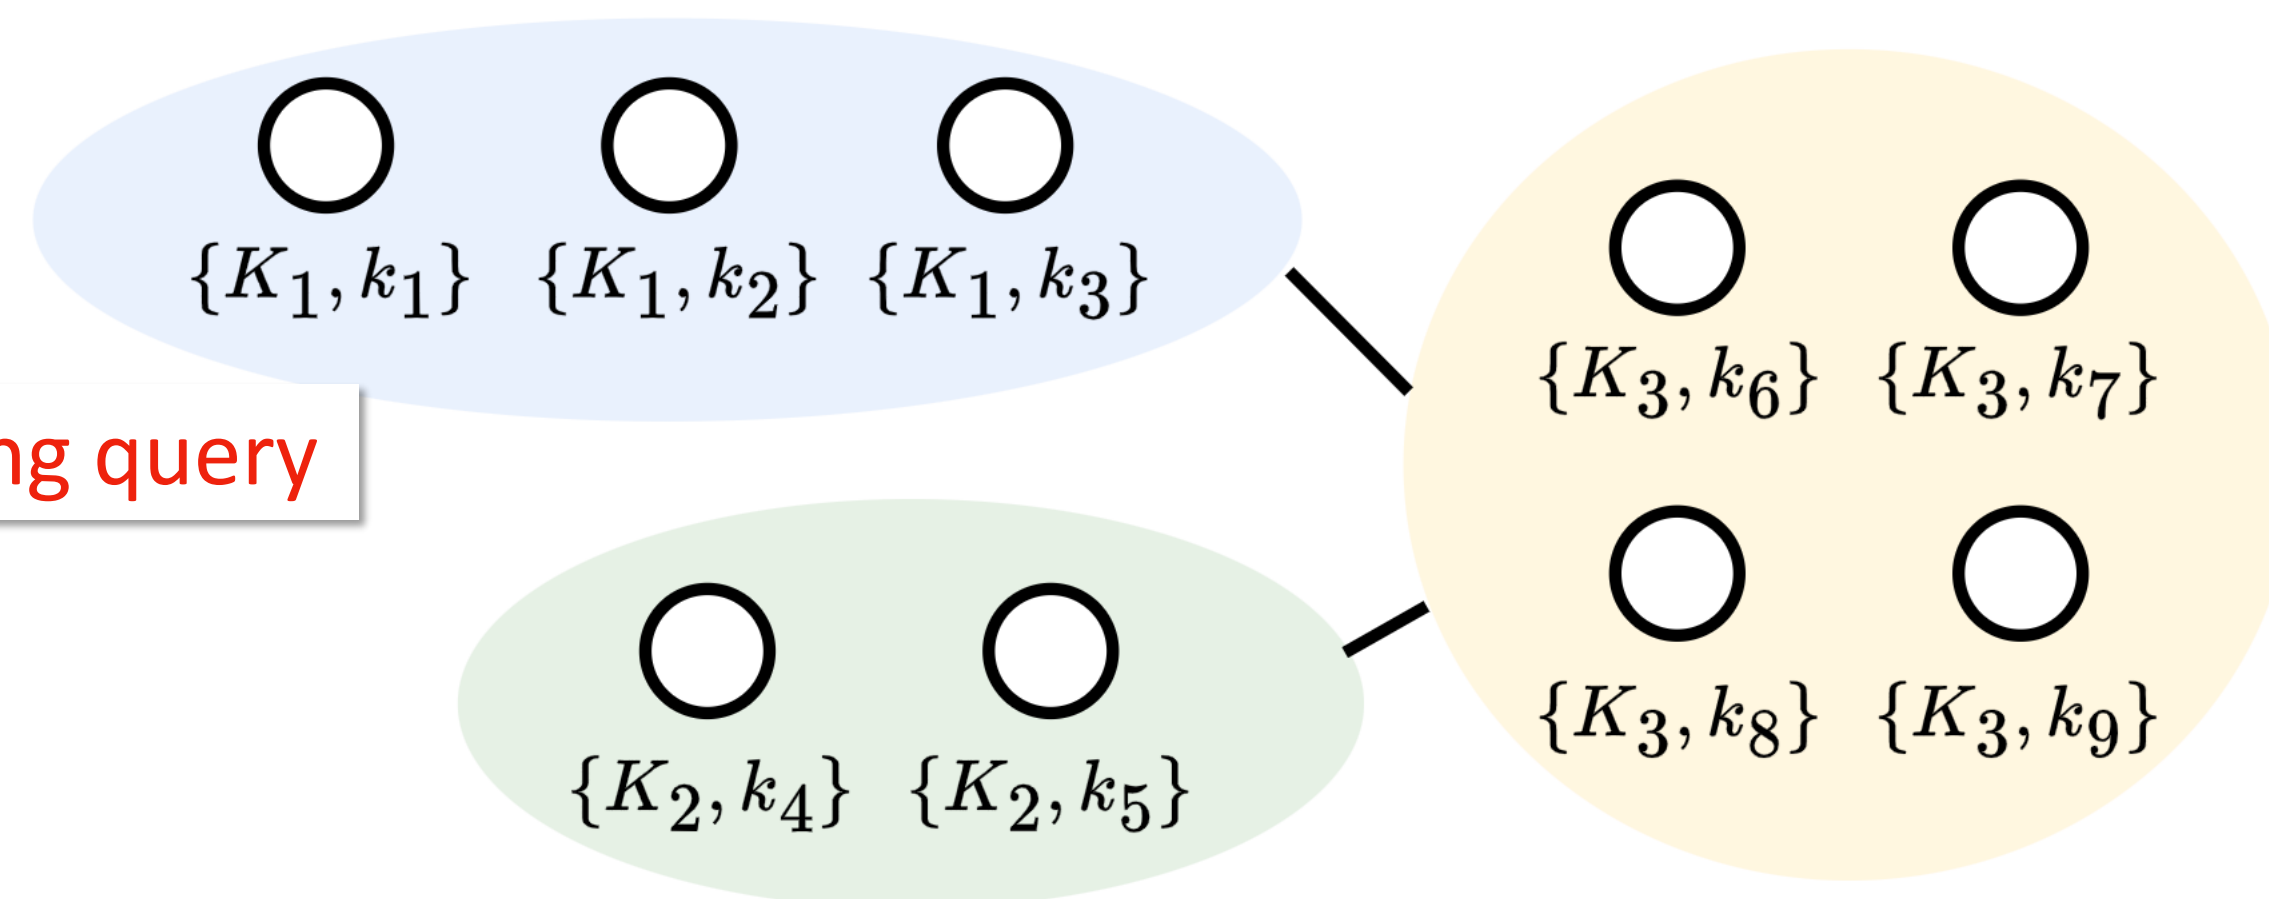 {K₁, k₁} {K₁, k₂} {K₁, k₃}
{K₃, k₆} {K₃, k₇}
query
{K₃, k₈} {K₃, k₉}
{K₂, k₄} {K₂, k₅}